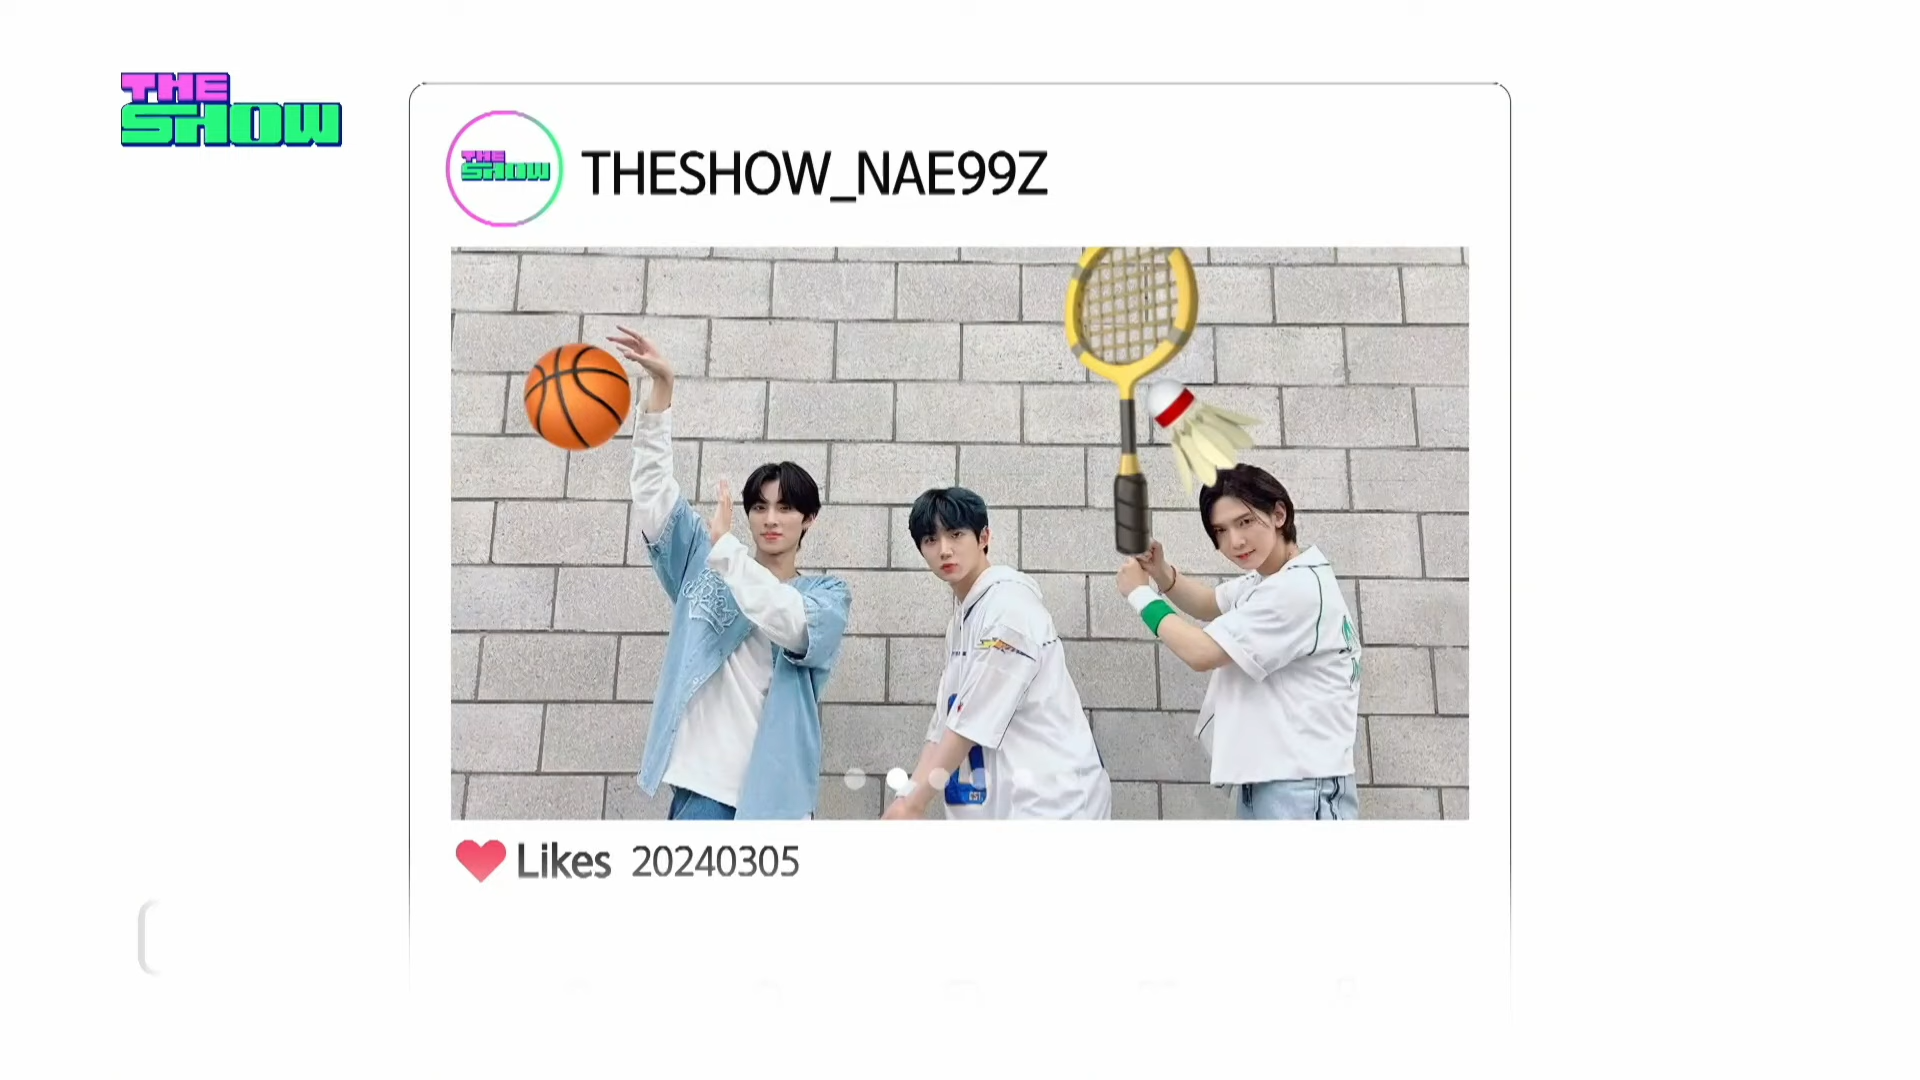 THE
SHOW
THE
SHOW
THESHOW_NAE99Z
Likes 20240305